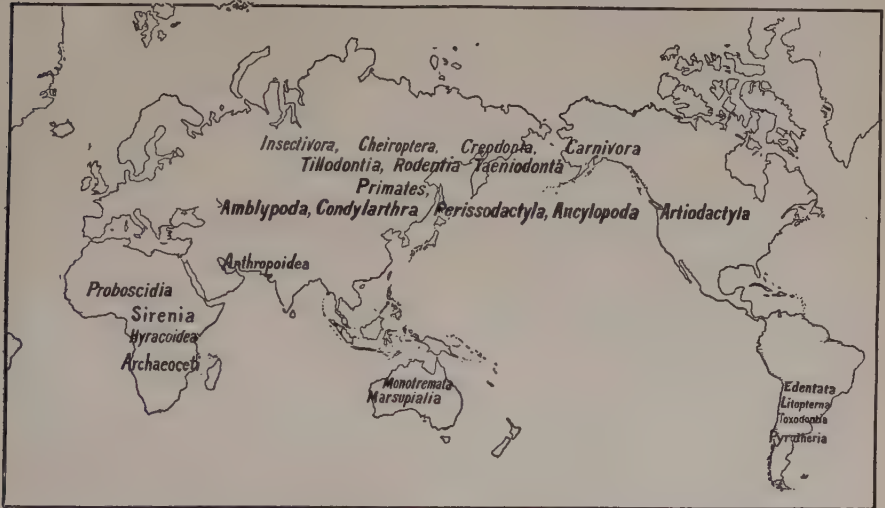 Insectivora, Cheiroptera, Creodonta, Carnivora
Tillodontia, Rodentia Taeniodonta
Primates,
Amblypoda, Condylarthra Perissodactyla, Ancylopoda Artiodactyla
Anthropoidea
Proboscidia
Sirenia
Hyracoidea
Archaeoceti
Monotremata
Marsupialia
Edentata
Litopterna
Toxodontia
Pyrotheria